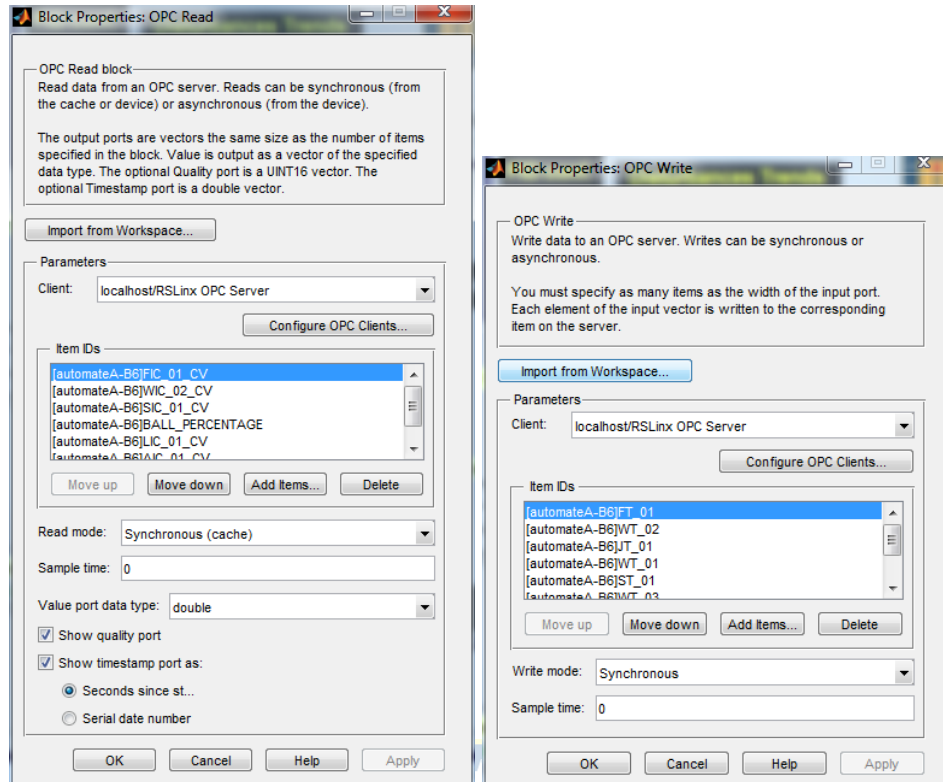 Block Properties: OPC Read
OPC Read block
Read data from an OPC server. Reads can be synchronous (from
the cache or device) or asynchronous (from the device).
The output ports are vectors the same size as the number of items
specified in the block. Value is output as a vector of the specified
data type. The optional Quality port is a UINT16 vector. The
optional Timestamp port is a double vector.
Import from Workspace...
Parameters
Client: localhost/RSLinx OPC Server
Configure OPC Clients...
Item IDs
[automateA-B6]FIC_01_CV
[automateA-B6]WIC_02_CV
[automateA-B6]SIC_01_CV
[automateA-B6]BALL_PERCENTAGE
[automateA-B6]LIC_01_CV
[automateA-B6]AIC_01_CV
Move up Move down Add Items... Delete
Read mode: Synchronous (cache)
Sample time: 0
Value port data type: double
Show quality port
Show timestamp port as:
Seconds since st...
Serial date number
OK Cancel Help Apply
Block Properties: OPC Write
OPC Write
Write data to an OPC server. Writes can be synchronous or
asynchronous.
You must specify as many items as the width of the input port.
Each element of the input vector is written to the corresponding
item on the server.
Import from Workspace...
Parameters
Client: localhost/RSLinx OPC Server
Configure OPC Clients...
Item IDs
[automateA-B6]FT_01
[automateA-B6]WT_02
[automateA-B6]JT_01
[automateA-B6]WT_01
[automateA-B6]ST_01
[automateA-B6]WT_03
Move up Move down Add Items... Delete
Write mode: Synchronous
Sample time: 0
OK Cancel Help Apply